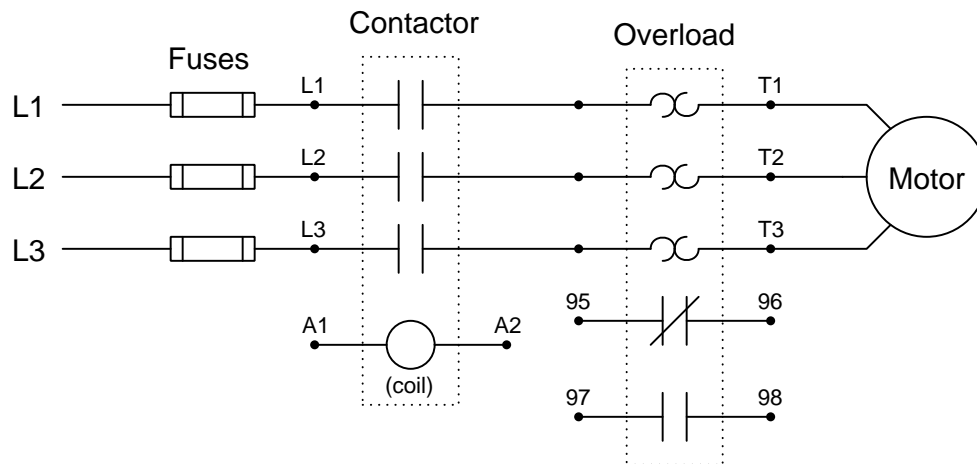 Contactor
Overload
Fuses
L1
L1
T1
L2
L2
T2
Motor
L3
L3
T3
95
96
A1
A2
(coil)
97
98